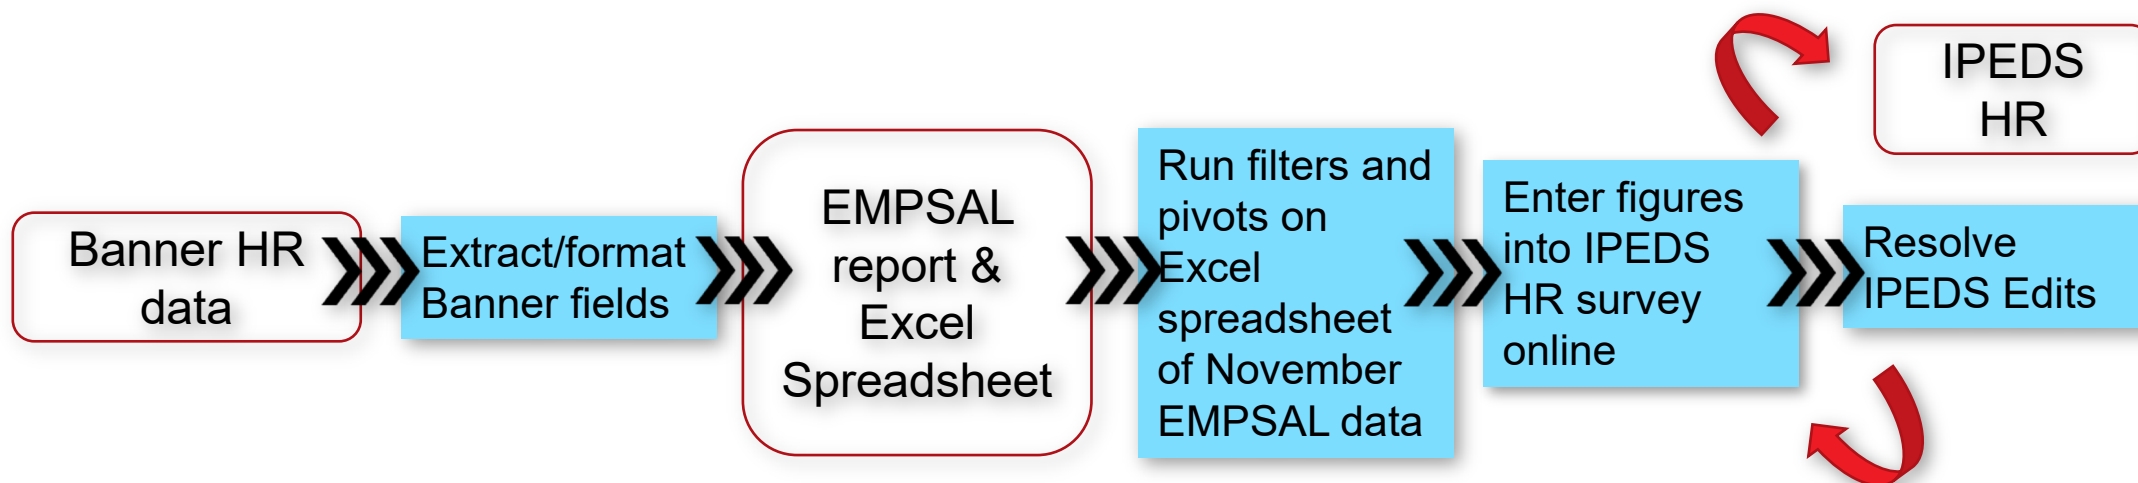 Banner HR
data
Extract/format
Banner fields
EMPSAL
report &
Excel
Spreadsheet
Run filters and
pivots on
Excel
spreadsheet
of November
EMPSAL data
Enter figures
into IPEDS
HR survey
online
IPEDS
HR
Resolve
IPEDS Edits